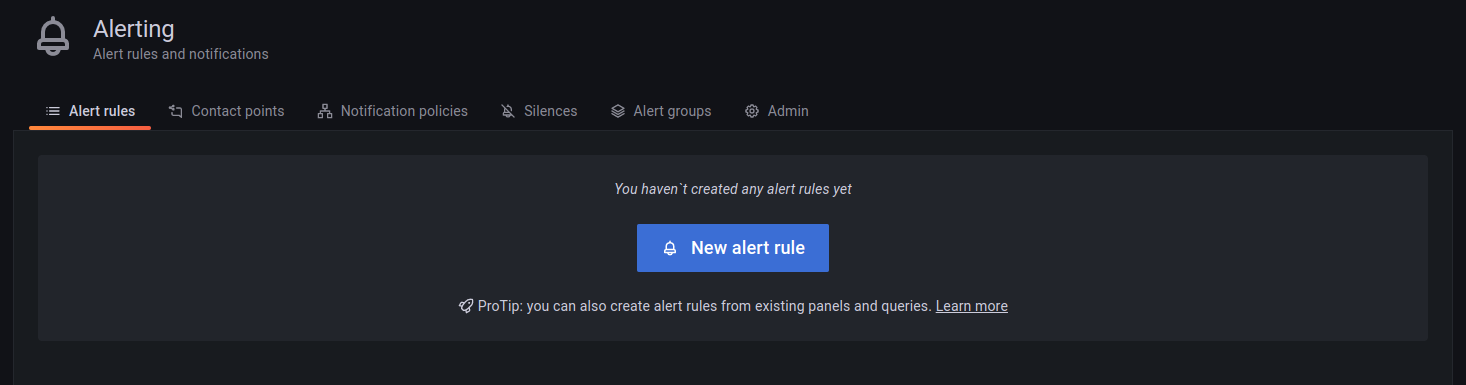 Alerting
Alert rules and notifications
Alert rules Contact points Notification policies Silences Alert groups Admin
You haven`t created any alert rules yet
New alert rule
ProTip: you can also create alert rules from existing panels and queries. Learn more